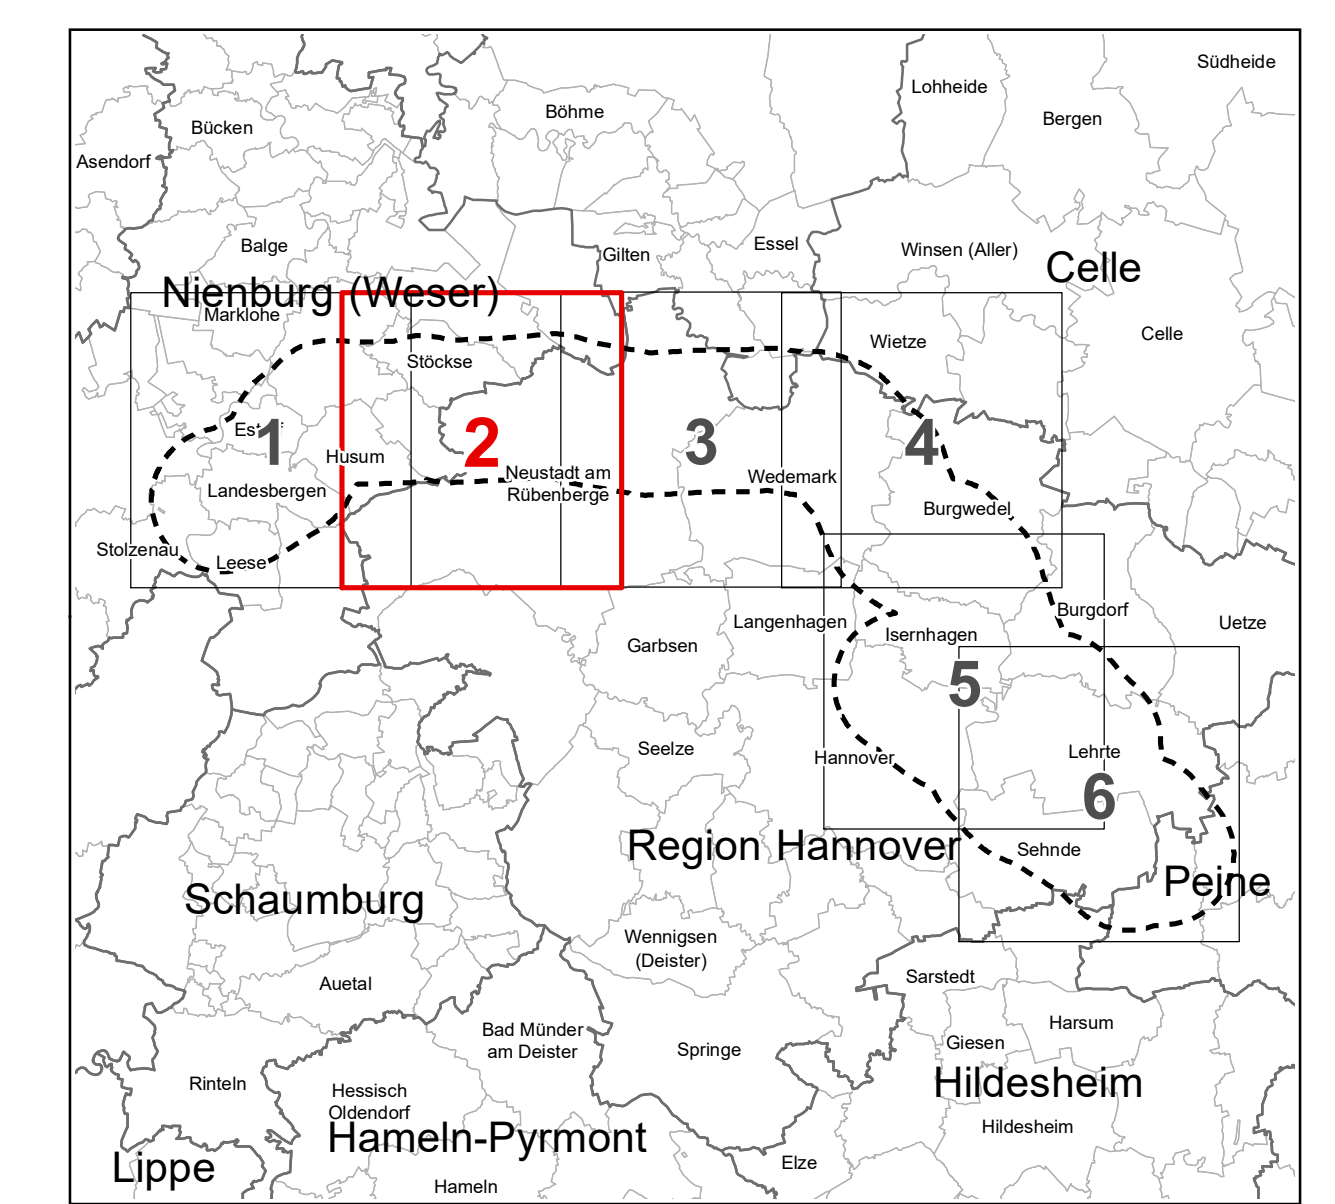 Südheide
Lohheide
Böhme
Bergen
Bücken
Asendorf
Balge
Essel
Winsen (Aller)
Gilten
Celle
Nienburg (Weser)
Marklohe
Celle
Wietze
Stöckse
1
2
3
4
Husum
Neustadt am
Rübenberge
Wedemark
Landesbergen
Burgwedel
Stolzenau
Leese
Burgdorf
Langenhagen
Uetze
Isernhagen
Garbsen
5
Seelze
Lehrte
Hannover
6
Region Hannover
Sehnde
Peine
Schaumburg
Wennigsen
(Deister)
Sarstedt
Auetal
Harsum
Bad Münder
am Deister
Giesen
Springe
Rinteln
Hildesheim
Hessisch
Oldendorf
Hildesheim
Hameln-Pyrmont
Elze
Lippe
Hameln